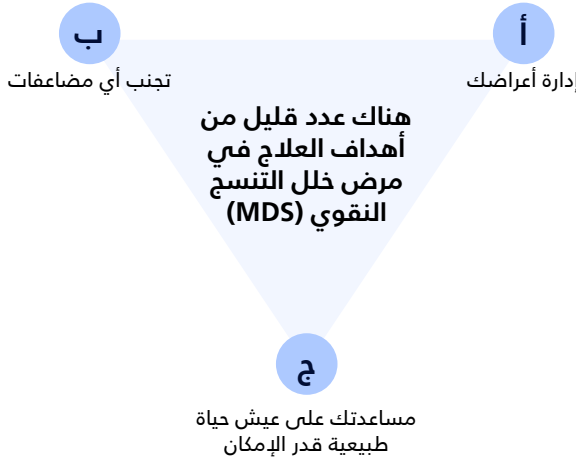 أ
إدارة أعراضك
ب
تجنب أي مضاعفات
هناك عدد قليل من
أهداف العلاج في
مرض خلل التنسج
النقوي (MDS)
ج
مساعدتك على عيش حياة
طبيعية قدر الإمكان